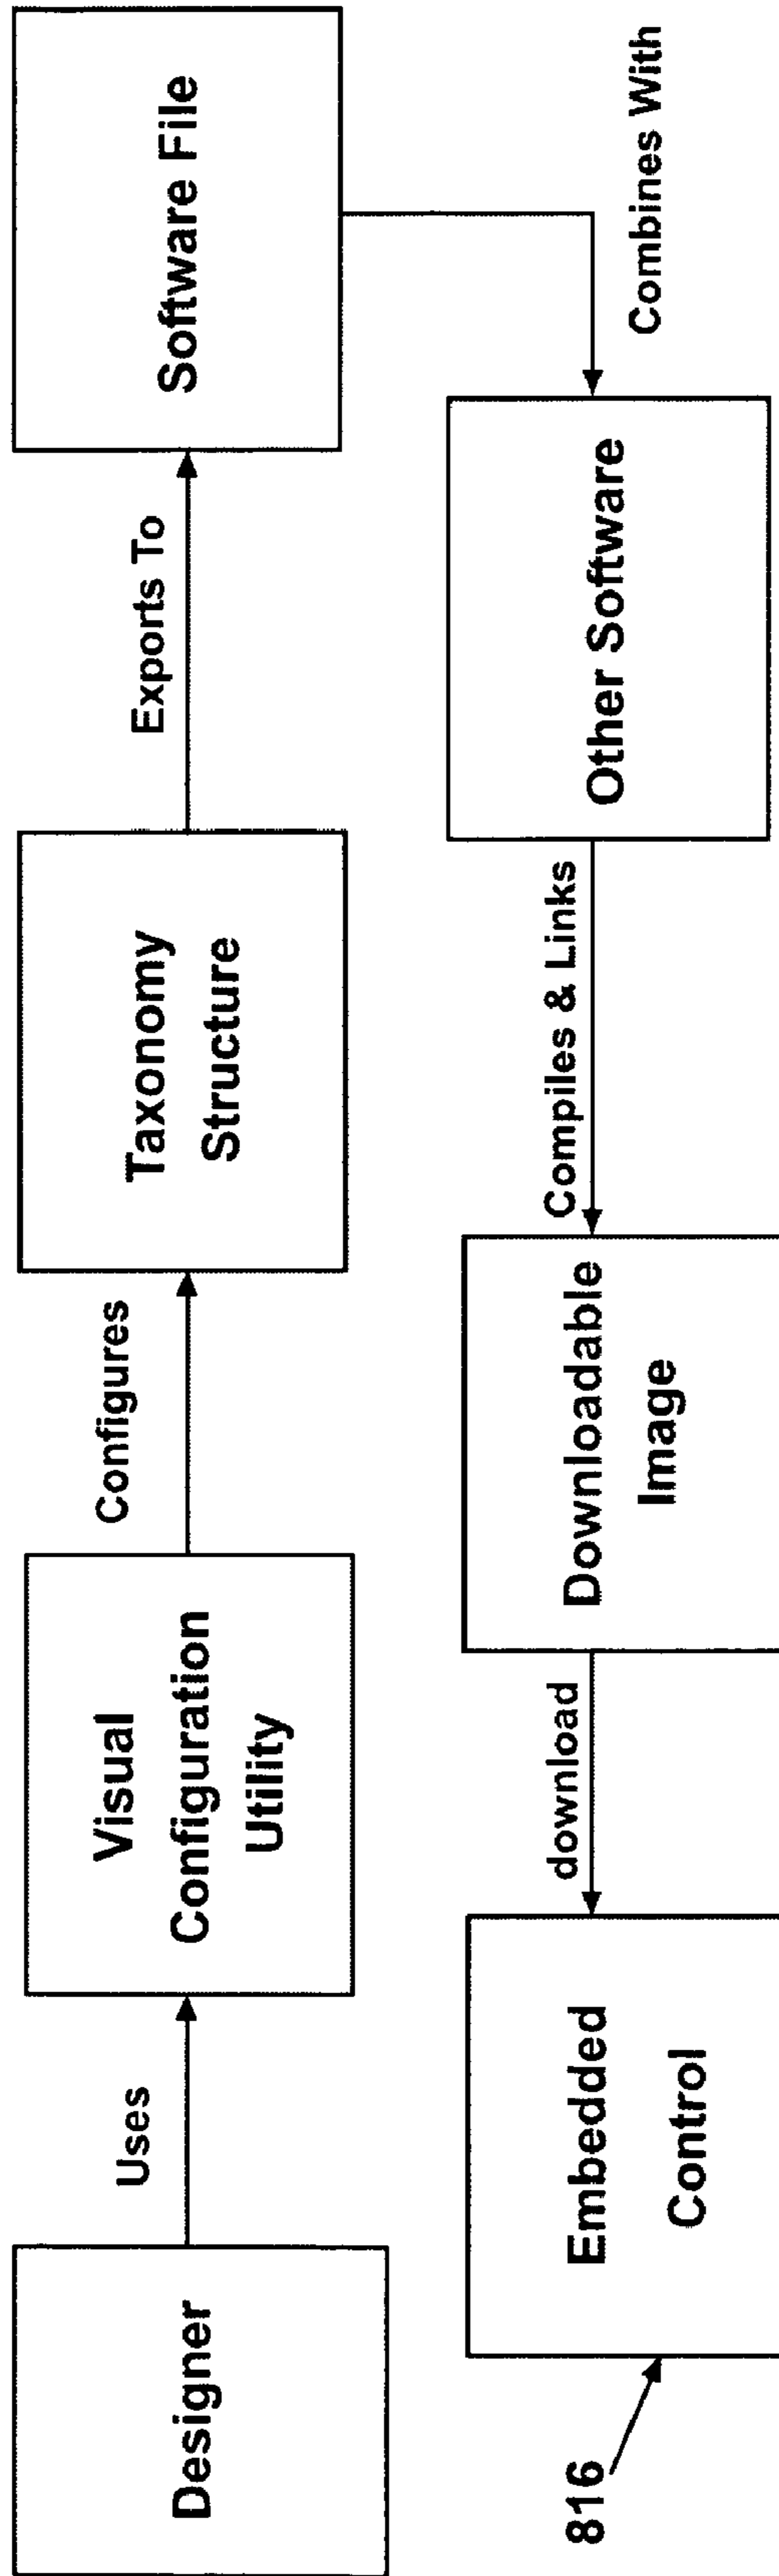 Designer
Uses
Visual
Configuration
Utility
Configures
Taxonomy
Structure
Exports To
Software File
Combines With
Other Software
Compiles & Links
Downloadable
Image
download
Embedded
Control
816